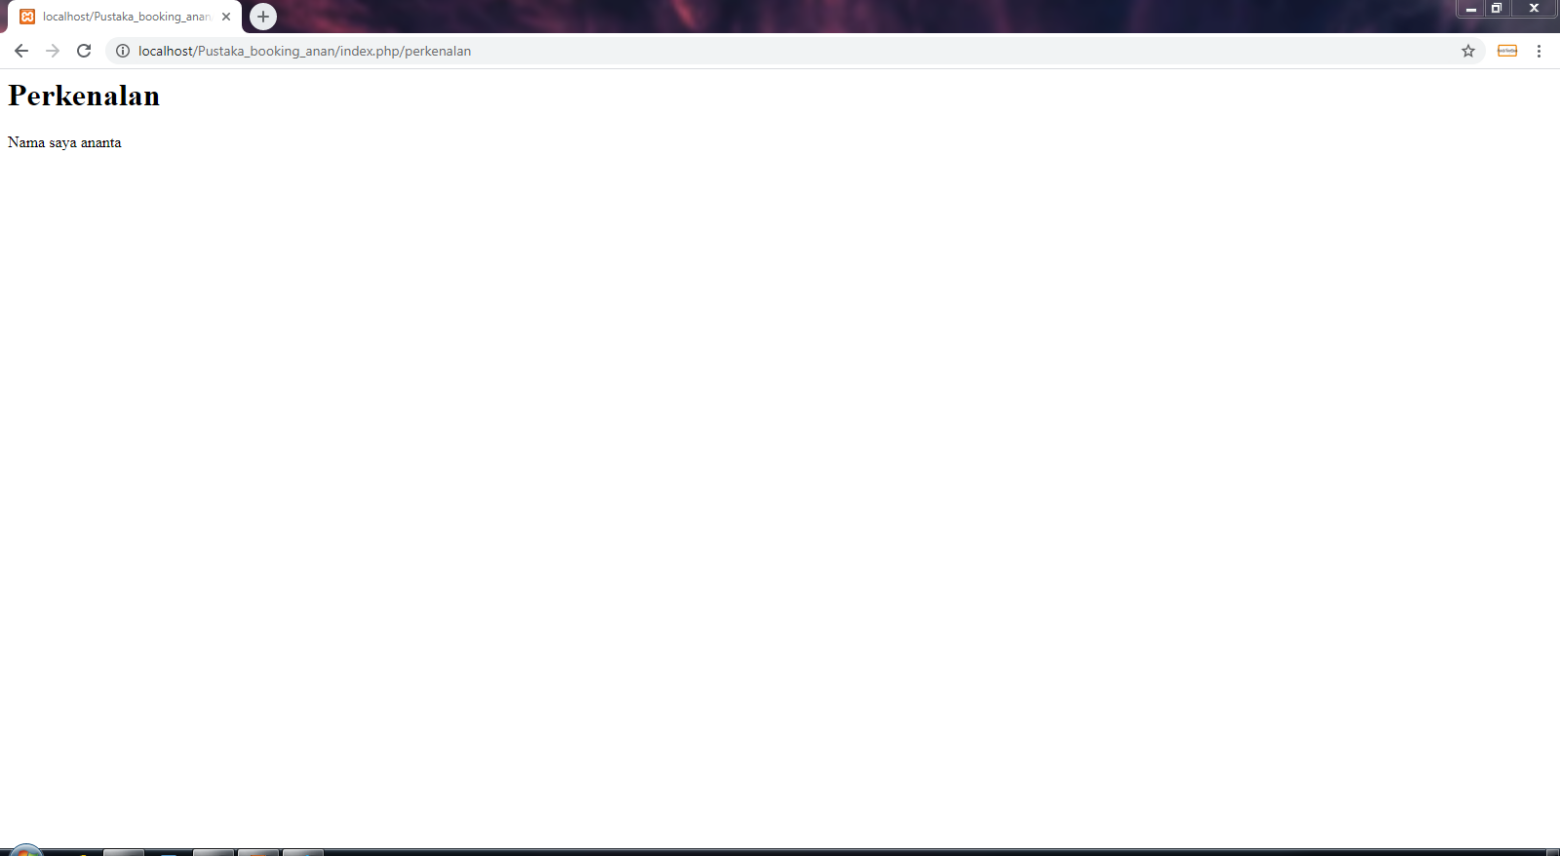 localhost/Pustaka_booking_anan
localhost/Pustaka_booking_anan/index.php/perkenalan
Perkenalan
Nama saya ananta